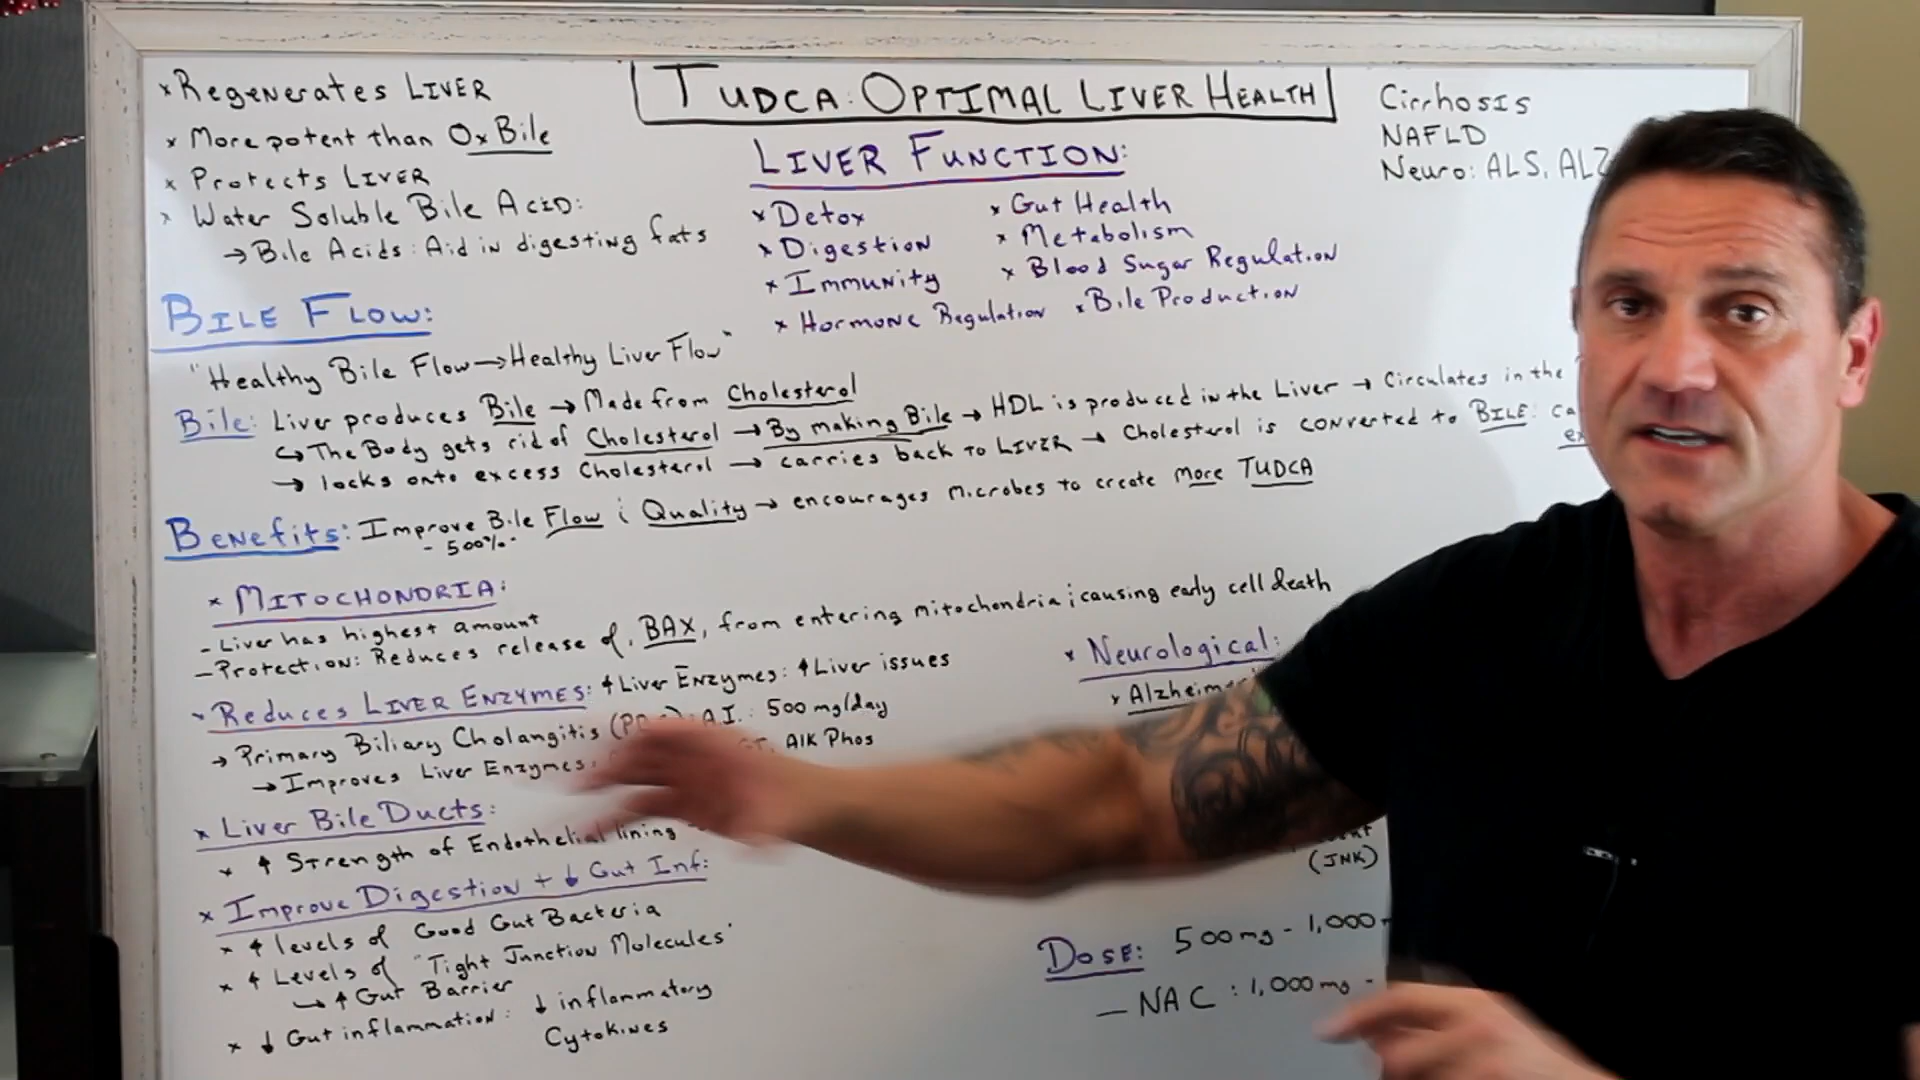 TUDCA: OPTIMAL LIVER HEALTH
x Regenerates LIVER
x More potent than Ox Bile
x Protects LIVER
x Water Soluble Bile Acid:
→ Bile Acids: Aid in digesting fats
LIVER FUNCTION:
x Detox
x Digestion
x Immunity
x Hormone Regulation
x Gut Health
x Metabolism
x Blood Sugar Regulation
x Bile Production
Cirrhosis
NAFLD
Neuro: ALS,
BILE FLOW:
"Healthy Bile Flow → Healthy Liver Flow"
Bile: Liver produces Bile → Made from Cholesterol
↪ The Body gets rid of Cholesterol → By making Bile → HDL is produced in the Liver → Circulates in the
→ locks onto excess Cholesterol → carries back to LIVER → Cholesterol is converted to BILE:
Benefits: Improve Bile Flow & Quality → encourages microbes to create more TUDCA
- 500%
x MITOCHONDRIA:
- Liver has highest amount
- Protection: Reduces release of, BAX, from entering mitochondria & causing early cell death
x Reduces LIVER ENZYMES: ↑ Liver Enzymes: ↑ Liver issues
→ Primary Biliary Cholangitis A.I.: 500 mg/day
→ Improves Liver Enzymes: Alk Phos
x Liver Bile Ducts:
x ↑ Strength of Endothelial lining
x Improve Digestion + ↓ Gut Inf:
x ↑ levels of Good Gut Bacteria
x ↑ Levels of "Tight Junction Molecules"
↪ ↑ Gut Barrier
x ↓ Gut inflammation: ↓ inflammatory
Cytokines
x Neurological:
(JNK)
Dose: 500mg - 1,000
— NAC: 1,000mg -